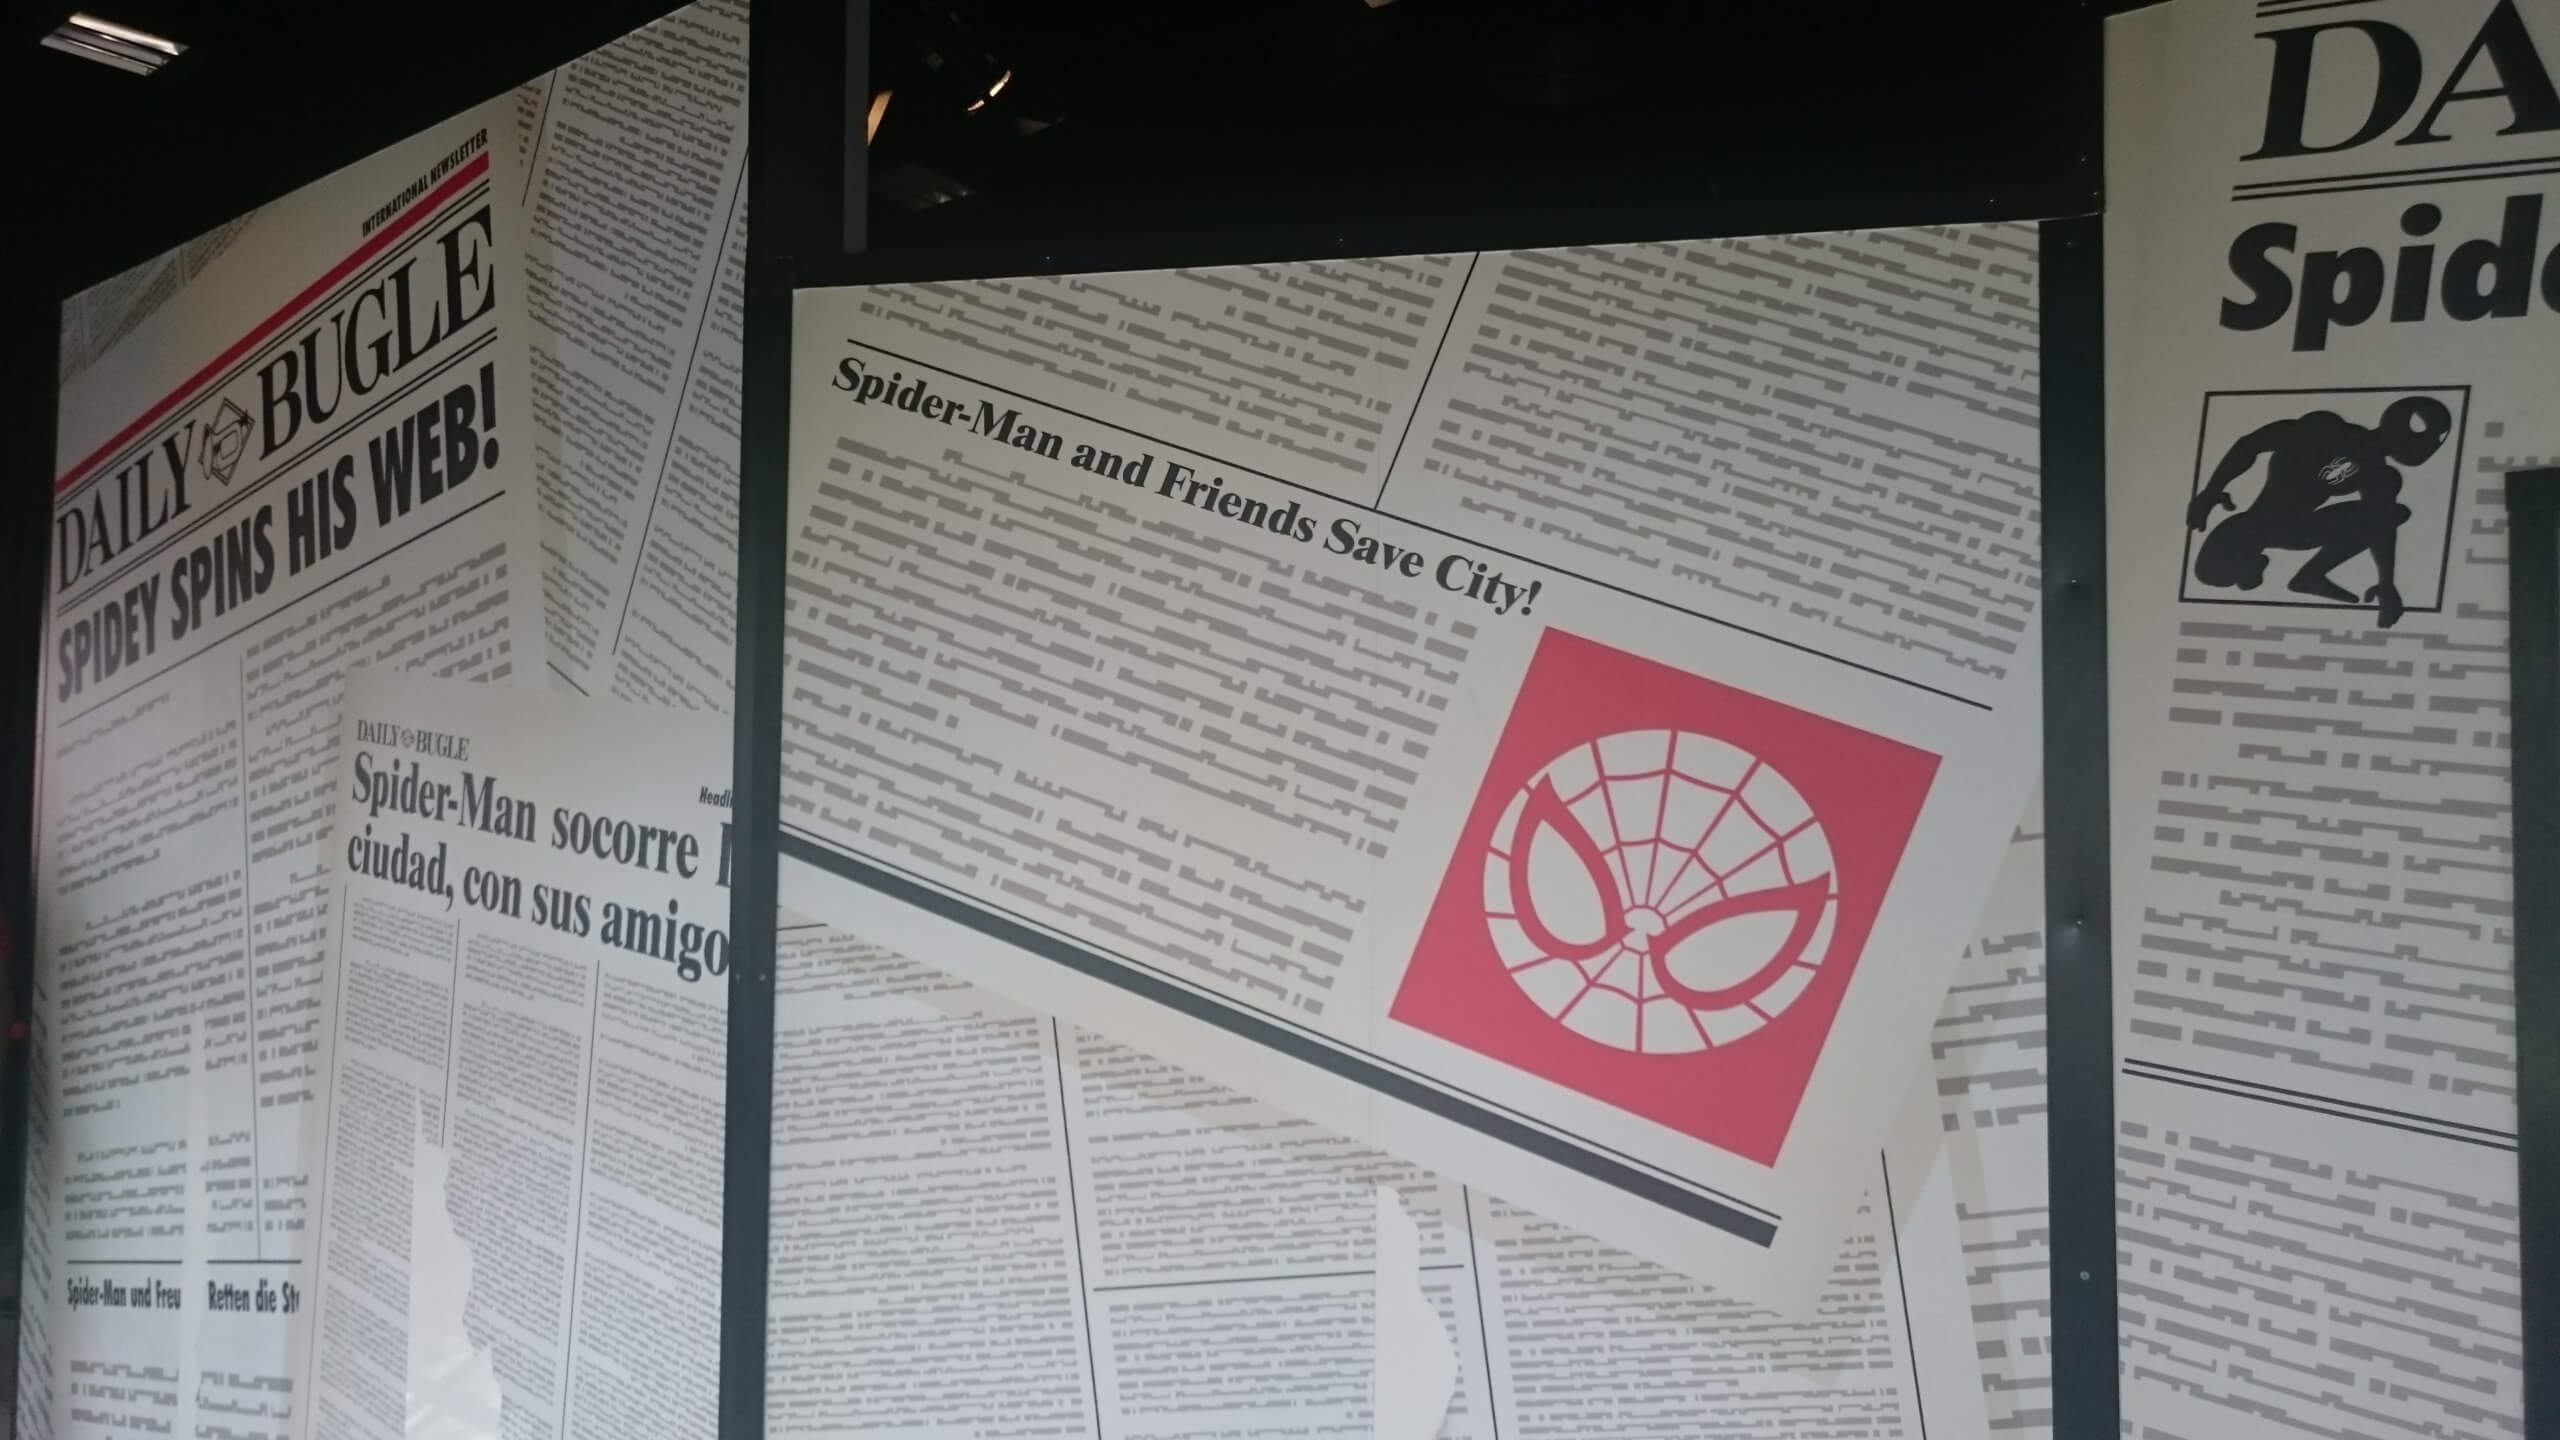 INTERNATIONAL NEWSLETTER
DAILY BUGLE
SPIDEY SPINS HIS WEB!
DAILY BUGLE
Spider-Man socorre
ciudad, con sus amigo
Spider-Man und Freu
Retten die St
Spider-Man and Friends Save City!
DA
Spid